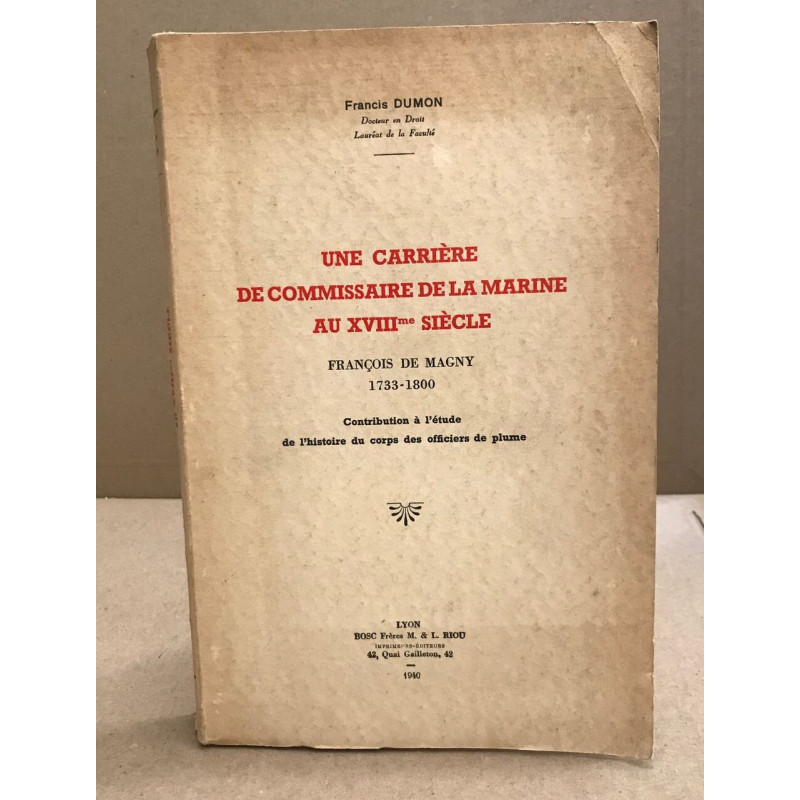 Francis DUMON
Docteur en Droit
Lauréat de la Faculté
UNE CARRIÈRE
DE COMMISSAIRE DE LA MARINE
AU XVIIIme SIÈCLE
FRANÇOIS DE MAGNY
1733-1800
Contribution à l'étude
de l'histoire du corps des officiers de plume
LYON
BOSC Frères M. & L. RIOU
IMPRIMEURS-ÉDITEURS
42, Quai Gailleton, 42
1940